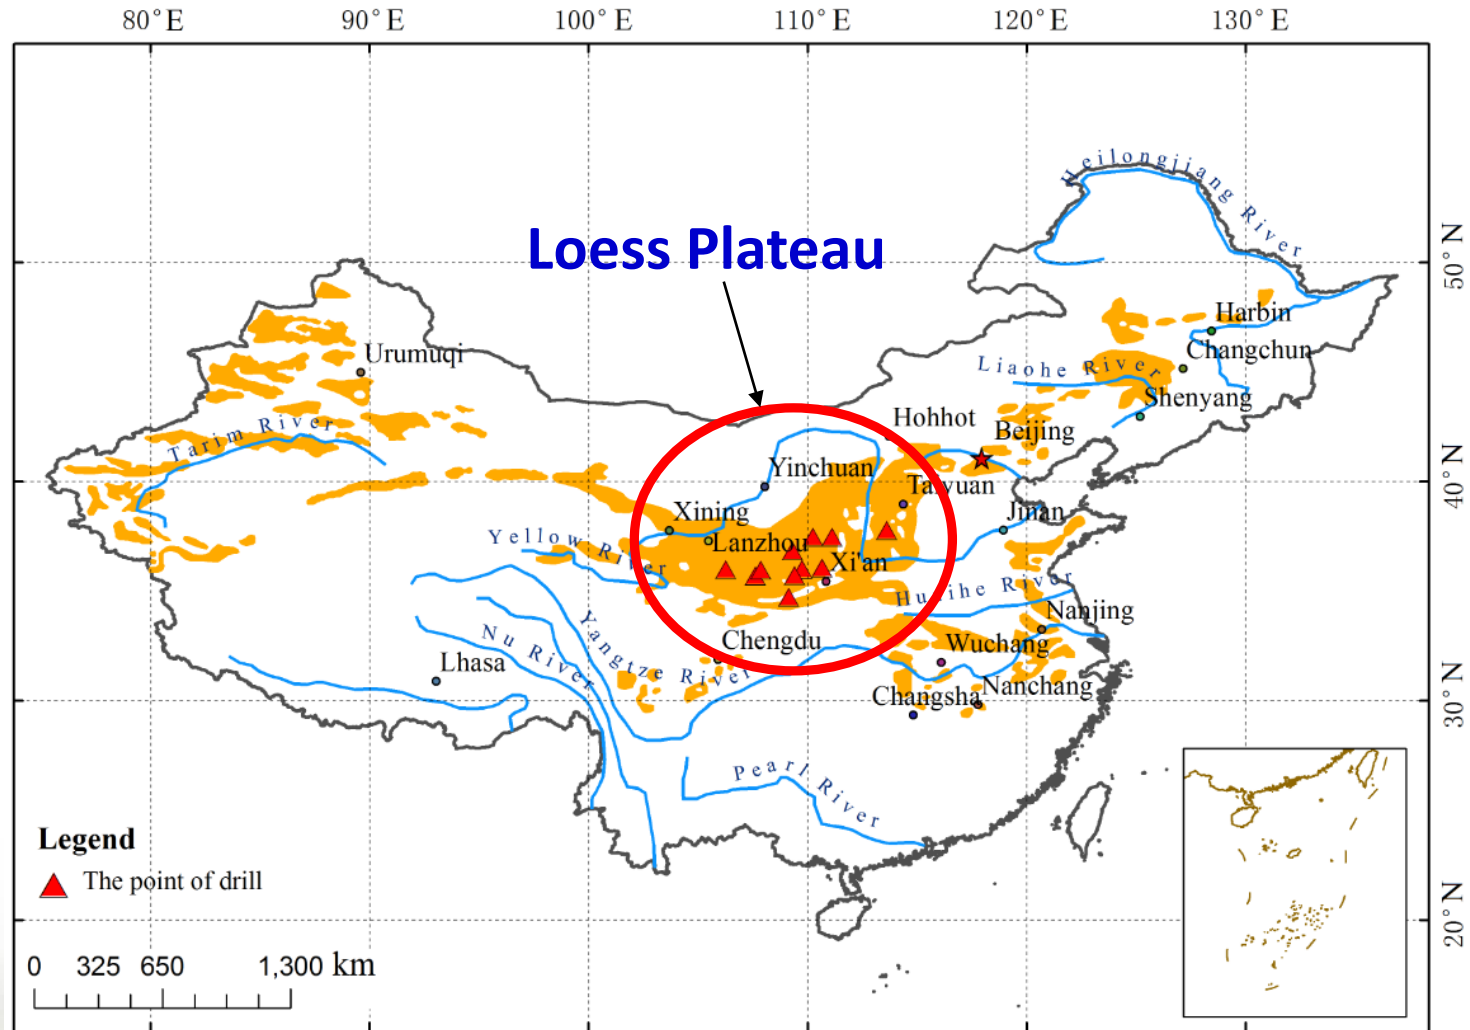 80°E 90°E 100°E 110°E 120°E 130°E
Heilongjiang River
50°N
Loess Plateau
Harbin
Urumuqi
Changchun
Liaohe River
Shenyang
Hohhot
Beijing
Tarim River
Yinchuan
40°N
Taiyuan
Xining
Jinan
Yellow River
Lanzhou
Xi'an
Huaihe River
Nanjing
Yangtze River
Chengdu
Wuchang
Nu River
Lhasa
Changsha
Nanchang
30°N
Pearl River
Legend
The point of drill
20°N
0 325 650 1,300 km